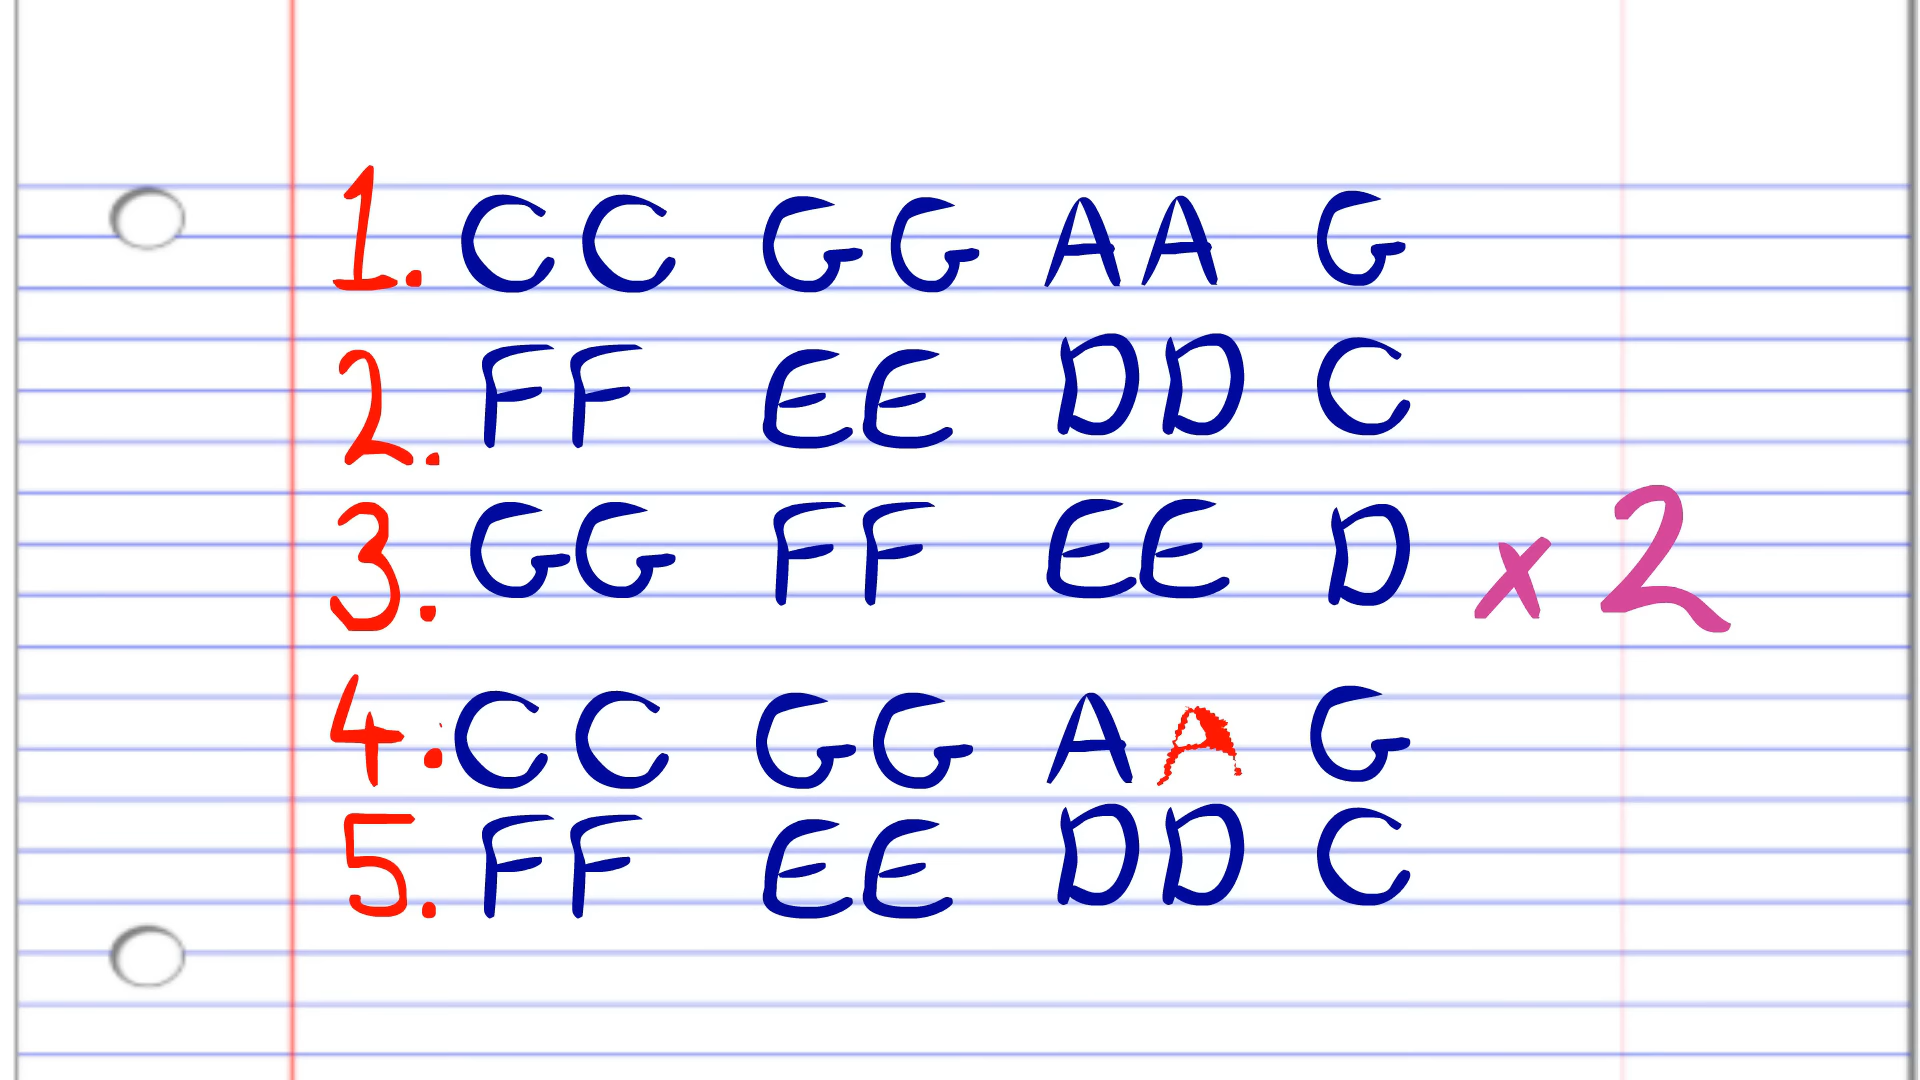 1. CC GG AA G
2. FF EE DD C
3. GG FF EE D x2
4. CC GG AA G
5. FF EE DD C